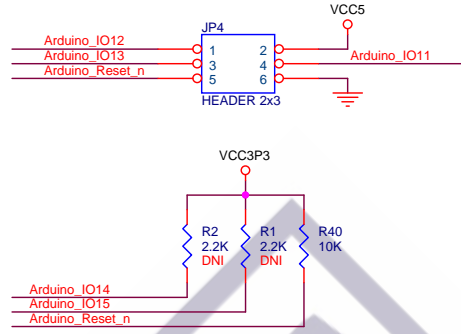 VCC5
JP4
Arduino_IO12 1 2
Arduino_IO13 3 4 Arduino_IO11
Arduino_Reset_n 5 6
HEADER 2x3
VCC3P3
R2 R1 R40
2.2K 2.2K 10K
DNI DNI
Arduino_IO14
Arduino_IO15
Arduino_Reset_n